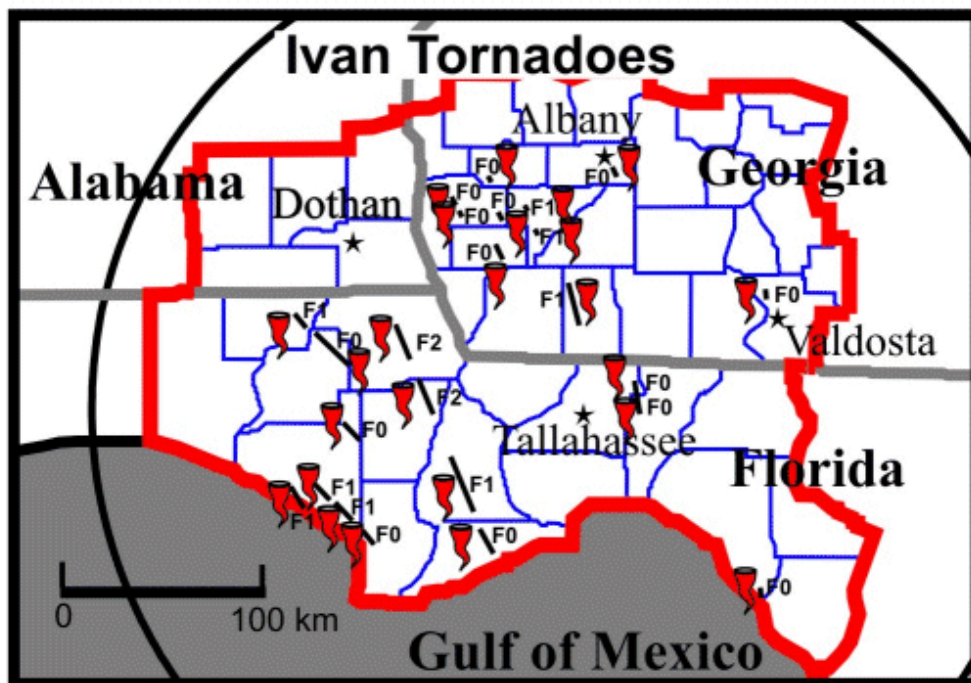 Ivan Tornadoes
Albany
Georgia
Alabama
F0
F0
Dothan
F0
F0
F0
F1
F1
F0
F1
F0
Valdosta
F1
F0
F2
F0
F0
F2
F0
Tallahassee
Florida
F1
F1
F1
F1
F0
F0
F0
0
100 km
Gulf of Mexico